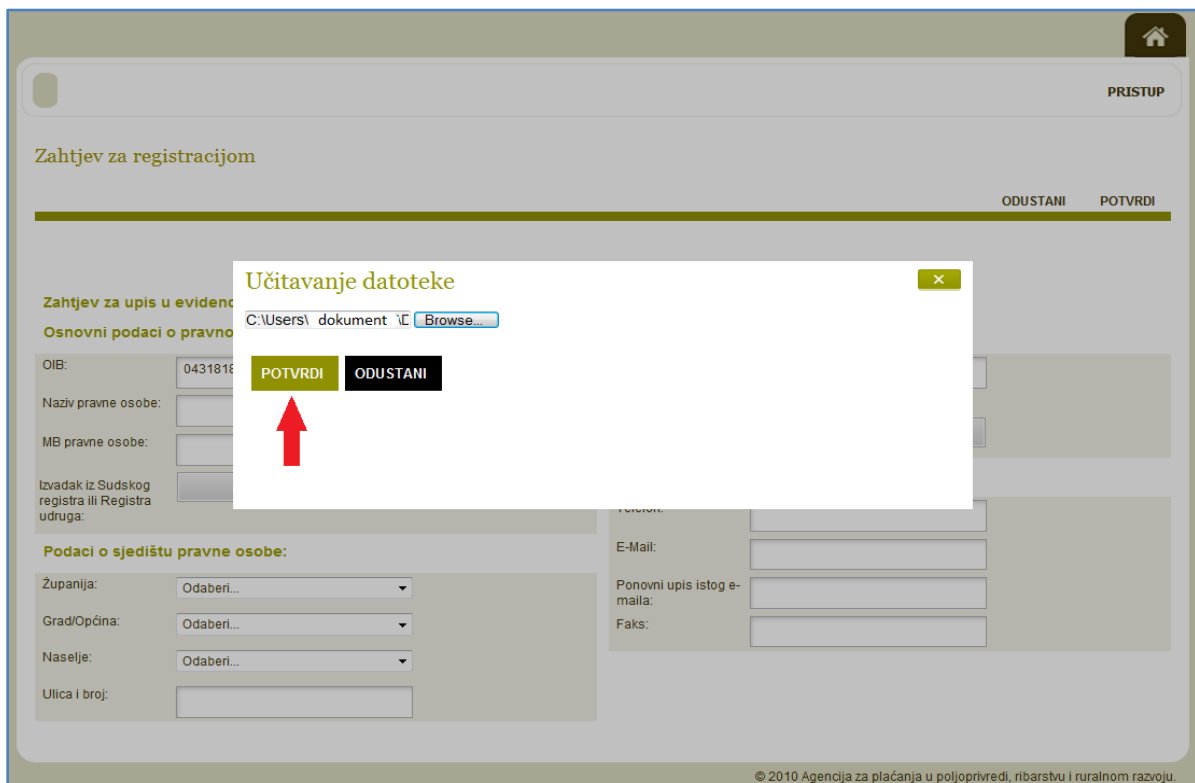 PRISTUP
Zahtjev za registracijom
ODUSTANI POTVRDI
Učitavanje datoteke
C:\Users\ dokument \D Browse...
POTVRDI ODUSTANI
Zahtjev za upis u evidenc
Osnovni podaci o pravno
OIB: 0431818
Naziv pravne osobe:
MB pravne osobe:
Izvadak iz Sudskog
registra ili Registra
udruga:
Podaci o sjedištu pravne osobe:
Županija: Odaberi...
Grad/Općina: Odaberi...
Naselje: Odaberi...
Ulica i broj:
Telefon:
E-Mail:
Ponovni upis istog e-
maila:
Faks:
© 2010 Agencija za plaćanja u poljoprivredi, ribarstvu i ruralnom razvoju.